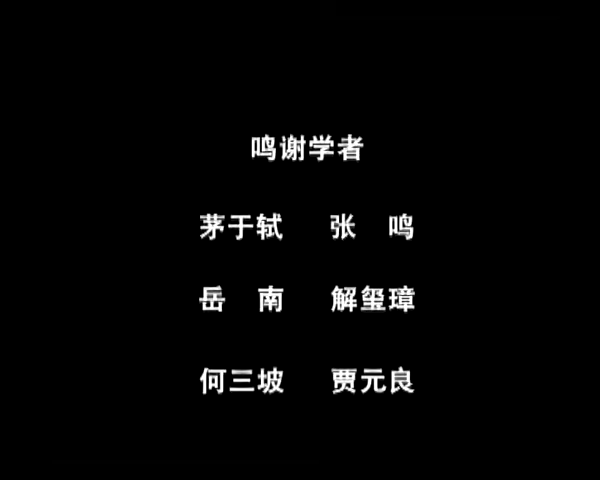 鸣谢学者
茅于轼 张 鸣
岳 南 解玺璋
何三坡 贾元良